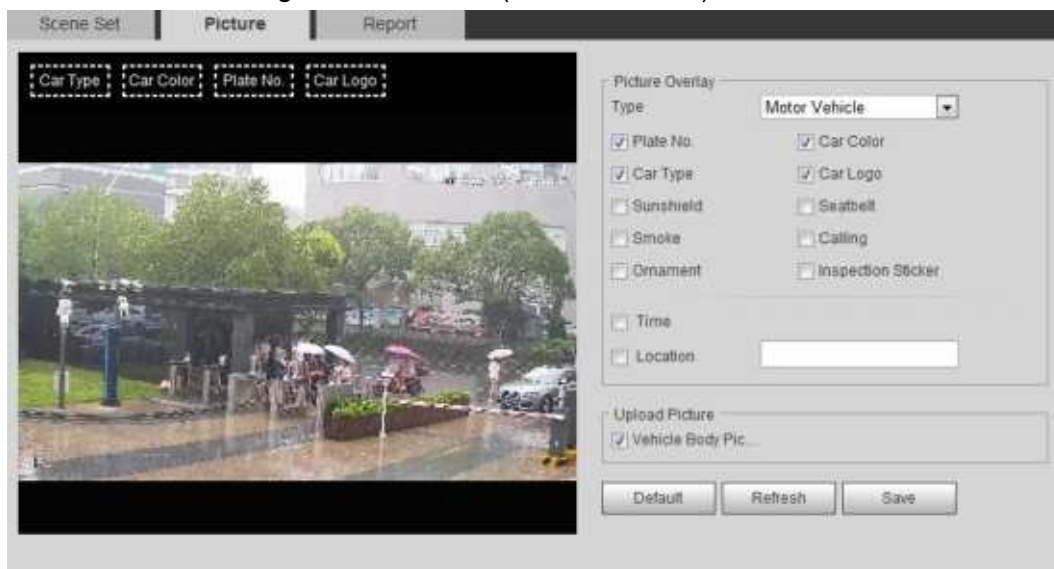 Scene Set Picture Report
Car Type Car Color Plate No. Car Logo
Picture Overlay
Type Motor Vehicle
Plate No. Car Color
Car Type Car Logo
Sunshield Seatbelt
Smoke Calling
Ornament Inspection Sticker
Time
Location
Upload Picture
Vehicle Body Pic...
Default Refresh Save